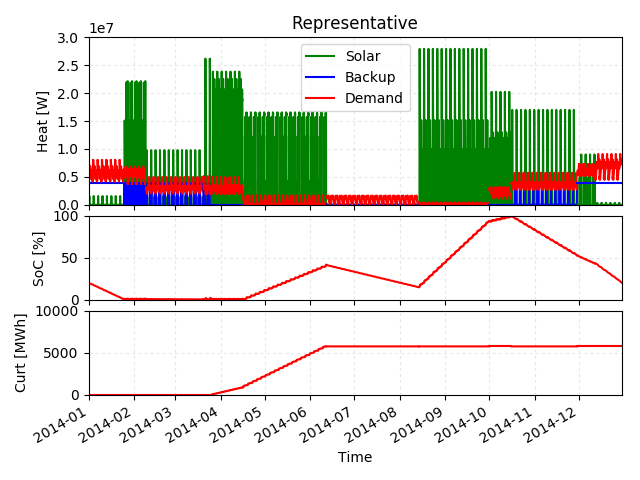 Representative
1e7
3.0
2.5
2.0
1.5
1.0
0.5
0.0
Heat [W]
Solar
Backup
Demand
100
50
0
SoC [%]
10000
5000
0
Curt [MWh]
2014-01
2014-02
2014-03
2014-04
2014-05
2014-06
2014-07
2014-08
2014-09
2014-10
2014-11
2014-12
Time